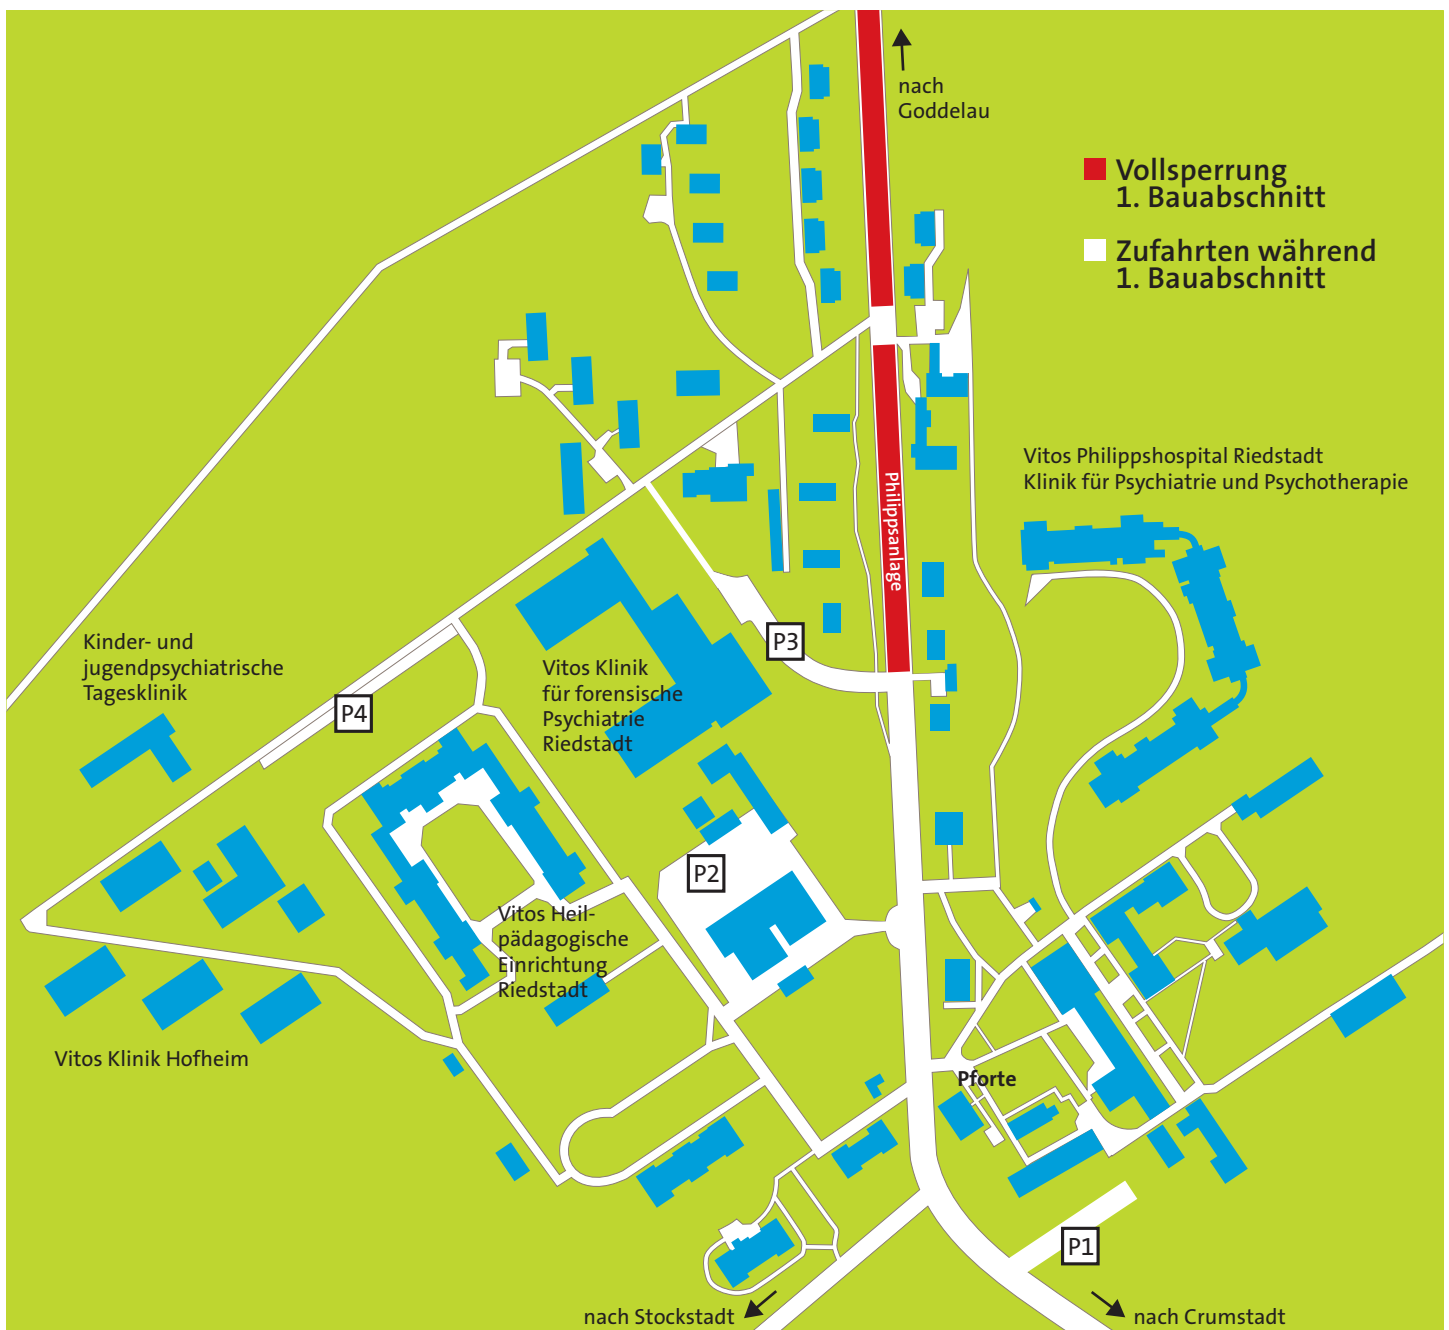 nach
Goddelau
Vollsperrung
1. Bauabschnitt
Zufahrten während
1. Bauabschnitt
Vitos Philippshospital Riedstadt
Klinik für Psychiatrie und Psychotherapie
Philippsanlage
Kinder- und
jugendpsychiatrische
Tagesklinik
P4
Vitos Klinik
für forensische
Psychiatrie
Riedstadt
P3
P2
Vitos Heil-
pädagogische
Einrichtung
Riedstadt
Vitos Klinik Hofheim
Pforte
P1
nach Stockstadt
nach Crumstadt